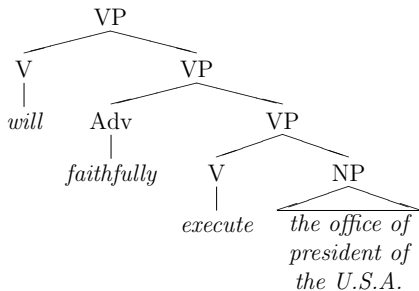 VP
V VP
will Adv VP
faithfully V NP
execute the office of
president of
the U.S.A.